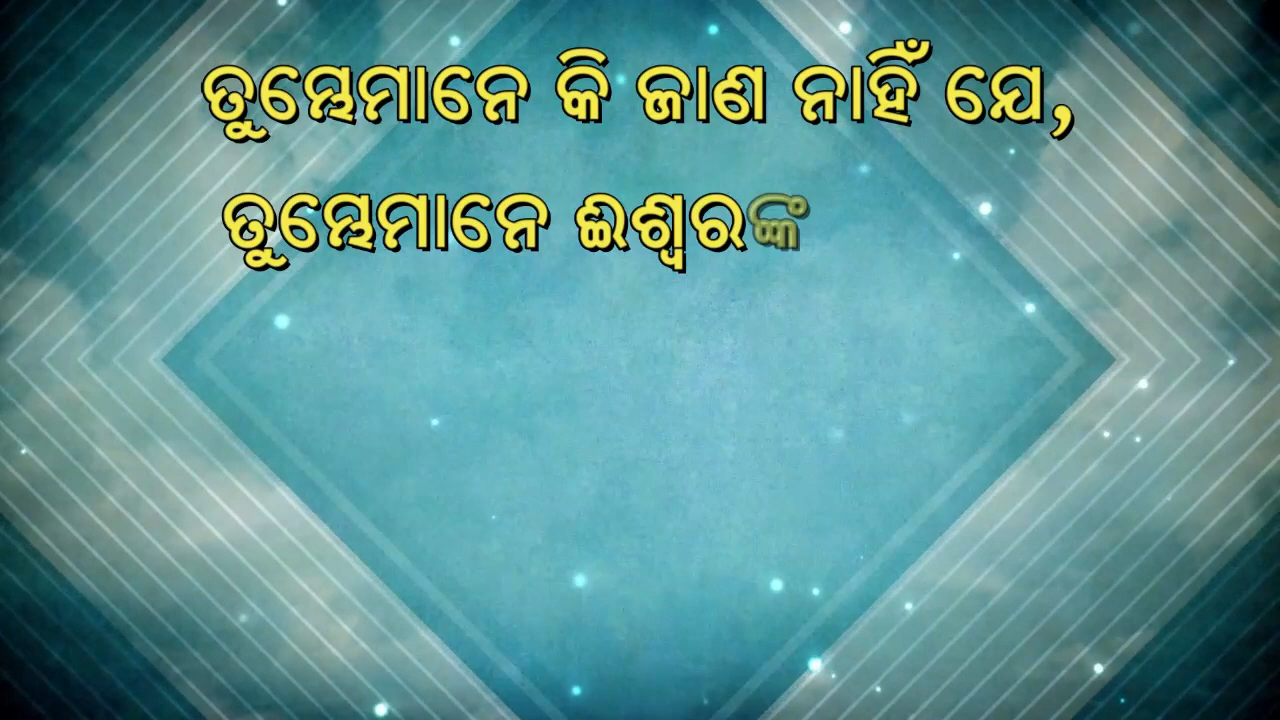 ତୁମ୍ଭେମାନେ କି ଜାଣ ନାହିଁ ଯେ,
ତୁମ୍ଭେମାନେ ଈଶ୍ୱରଙ୍କ